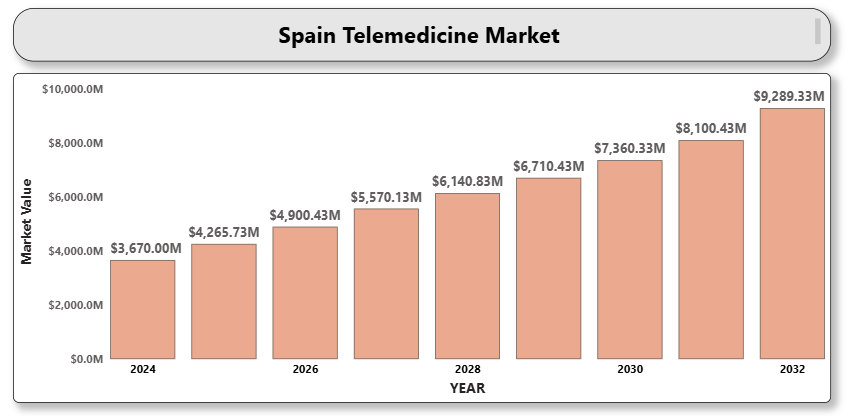 Spain Telemedicine Market
$10,000.0M
$8,000.0M
$6,000.0M
$4,000.0M
$2,000.0M
$0.0M
Market Value
$3,670.00M
$4,265.73M
$4,900.43M
$5,570.13M
$6,140.83M
$6,710.43M
$7,360.33M
$8,100.43M
$9,289.33M
2024
2026
2028
2030
2032
YEAR